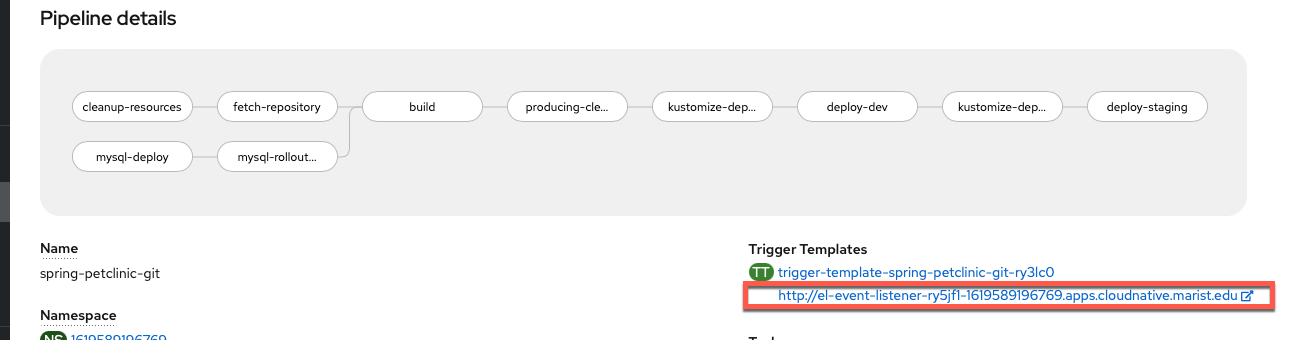 Pipeline details
cleanup-resources fetch-repository build producing-cle... kustomize-dep... deploy-dev kustomize-dep... deploy-staging
mysql-deploy mysql-rollout...
Name
spring-petclinic-git
Trigger Templates
TT trigger-template-spring-petclinic-git-ry3lc0
http://el-event-listener-ry5jf1-1619589196769.apps.cloudnative.marist.edu
Namespace
NS 1619589196769